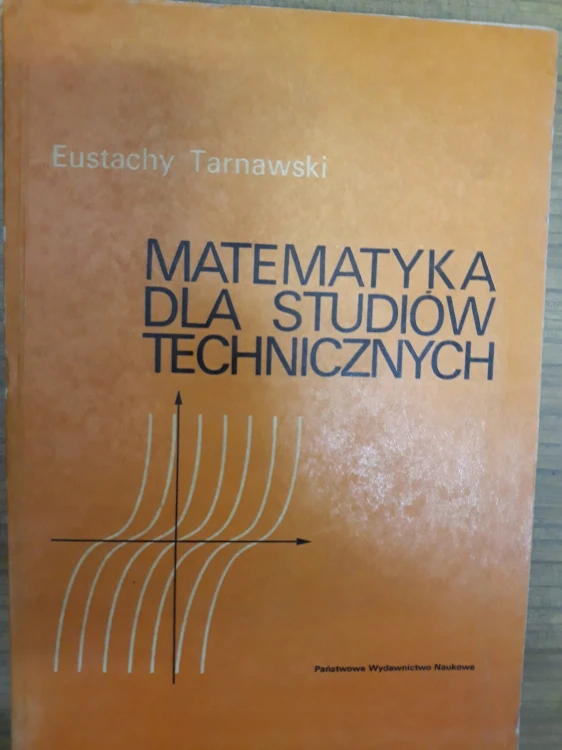 Eustachy Tarnawski
MATEMATYKA
DLA STUDIÓW
TECHNICZNYCH
Państwowe Wydawnictwo Naukowe